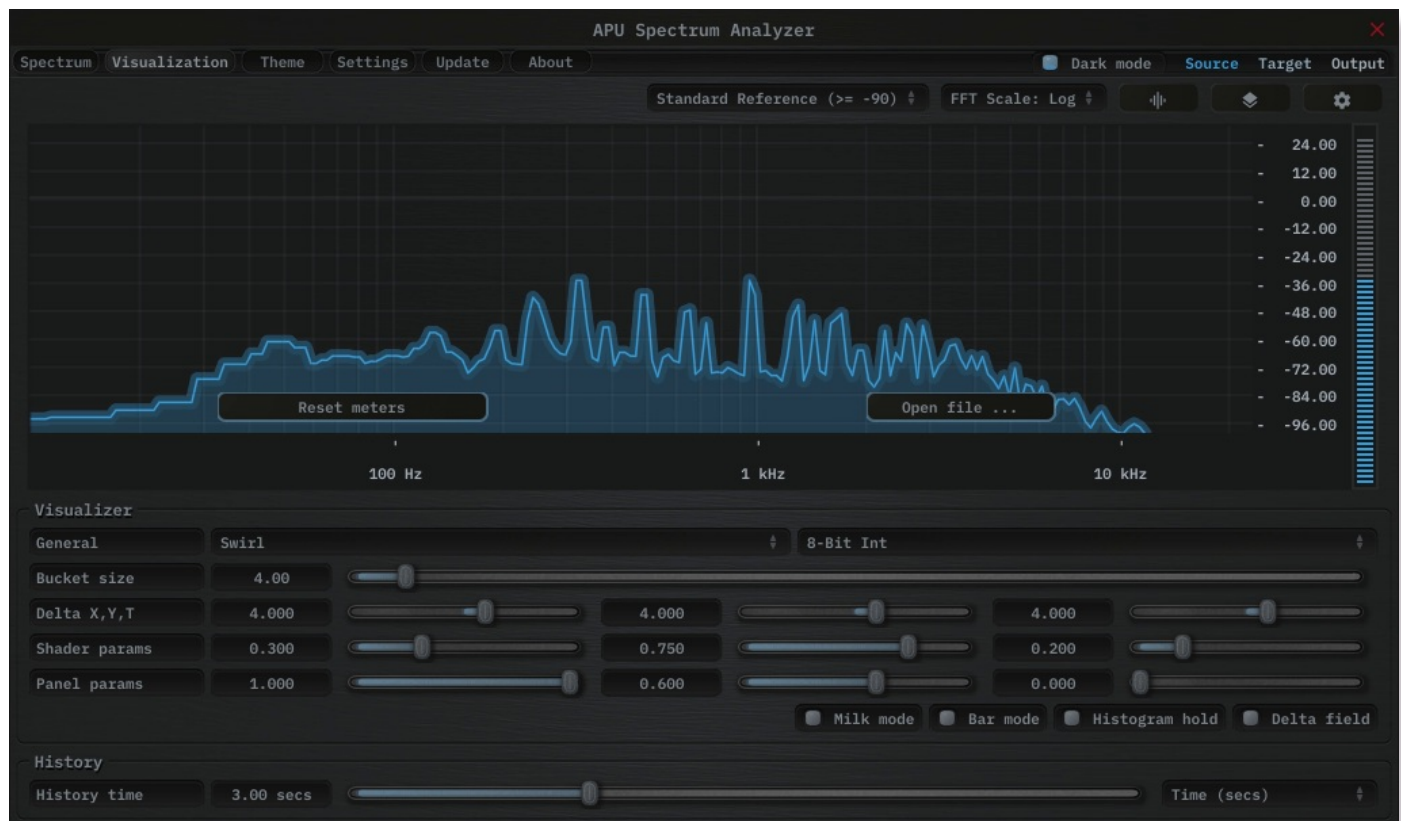 APU Spectrum Analyzer
Spectrum Visualization Theme Settings Update About Dark mode Source Target Output
Standard Reference (>= -90) FFT Scale: Log
- 24.00
- 12.00
- 0.00
- -12.00
- -24.00
- -36.00
- -48.00
- -60.00
- -72.00
- -84.00
- -96.00
Reset meters Open file ...
100 Hz 1 kHz 10 kHz
Visualizer
General Swirl 8-Bit Int
Bucket size 4.00
Delta X,Y,T 4.000 4.000 4.000
Shader params 0.300 0.750 0.200
Panel params 1.000 0.600 0.000
Milk mode Bar mode Histogram hold Delta field
History
History time 3.00 secs Time (secs)